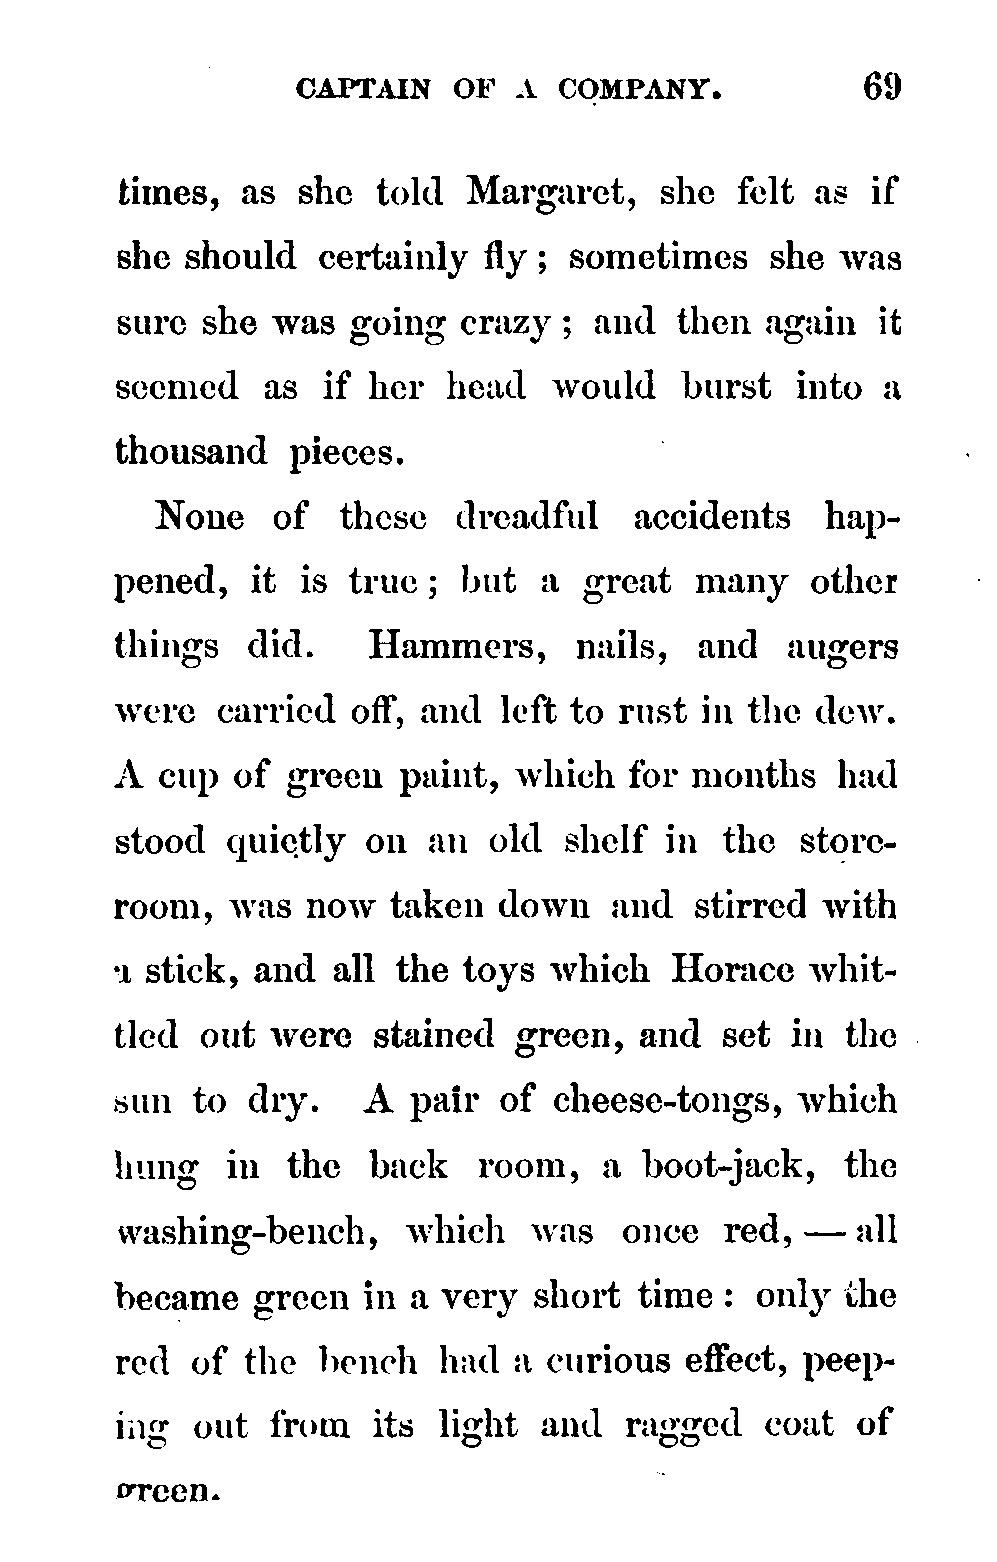 CAPTAIN OF A COMPANY. 69
times, as she told Margaret, she felt as if
she should certainly fly ; sometimes she was
sure she was going crazy ; and then again it
seemed as if her head would burst into a
thousand pieces.
None of these dreadful accidents hap-
pened, it is true ; but a great many other
things did. Hammers, nails, and augers
were carried off, and left to rust in the dew.
A cup of green paint, which for months had
stood quietly on an old shelf in the store-
room, was now taken down and stirred with
a stick, and all the toys which Horace whit-
tled out were stained green, and set in the
sun to dry. A pair of cheese-tongs, which
hung in the back room, a boot-jack, the
washing-bench, which was once red, — all
became green in a very short time : only the
red of the bench had a curious effect, peep-
ing out from its light and ragged coat of
green.